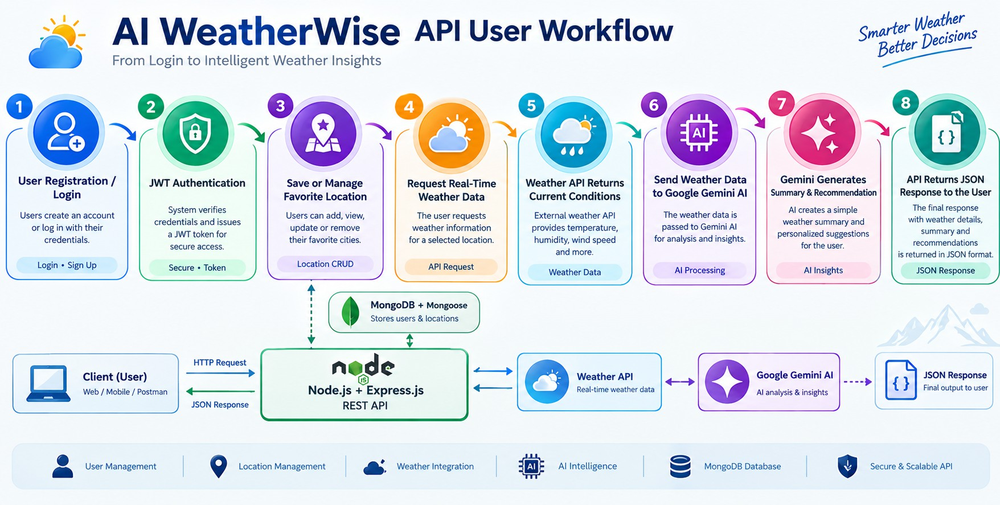 AI WeatherWise API User Workflow
From Login to Intelligent Weather Insights
Smarter Weather
Better Decisions
1
User Registration /
Login
Users create an account
or log in with their
credentials.
Login • Sign Up
2
JWT Authentication
System verifies
credentials and issues
a JWT token for
secure access.
Secure • Token
3
Save or Manage
Favorite Location
Users can add, view,
update or remove
their favorite cities.
Location CRUD
4
Request Real-Time
Weather Data
The user requests
weather information
for a selected location.
API Request
5
Weather API Returns
Current Conditions
External weather API
provides temperature,
humidity, wind speed
and more.
Weather Data
6
AI
Send Weather Data
to Google Gemini AI
The weather data is
passed to Gemini AI
for analysis and insights.
AI Processing
7
Gemini Generates
Summary & Recommendation
AI creates a simple
weather summary and
personalized suggestions
for the user.
AI Insights
8
{ }
API Returns JSON
Response to the User
The final response
with weather details,
summary and
recommendations
is returned in JSON format.
JSON Response
MongoDB + Mongoose
Stores users & locations
Client (User)
Web / Mobile / Postman
HTTP Request
JSON Response
node
JS
Node.js + Express.js
REST API
Weather API
Real-time weather data
Google Gemini AI
AI analysis & insights
{ }
JSON Response
Final output to user
User Management
Location Management
Weather Integration
AI
AI Intelligence
MongoDB Database
Secure & Scalable API